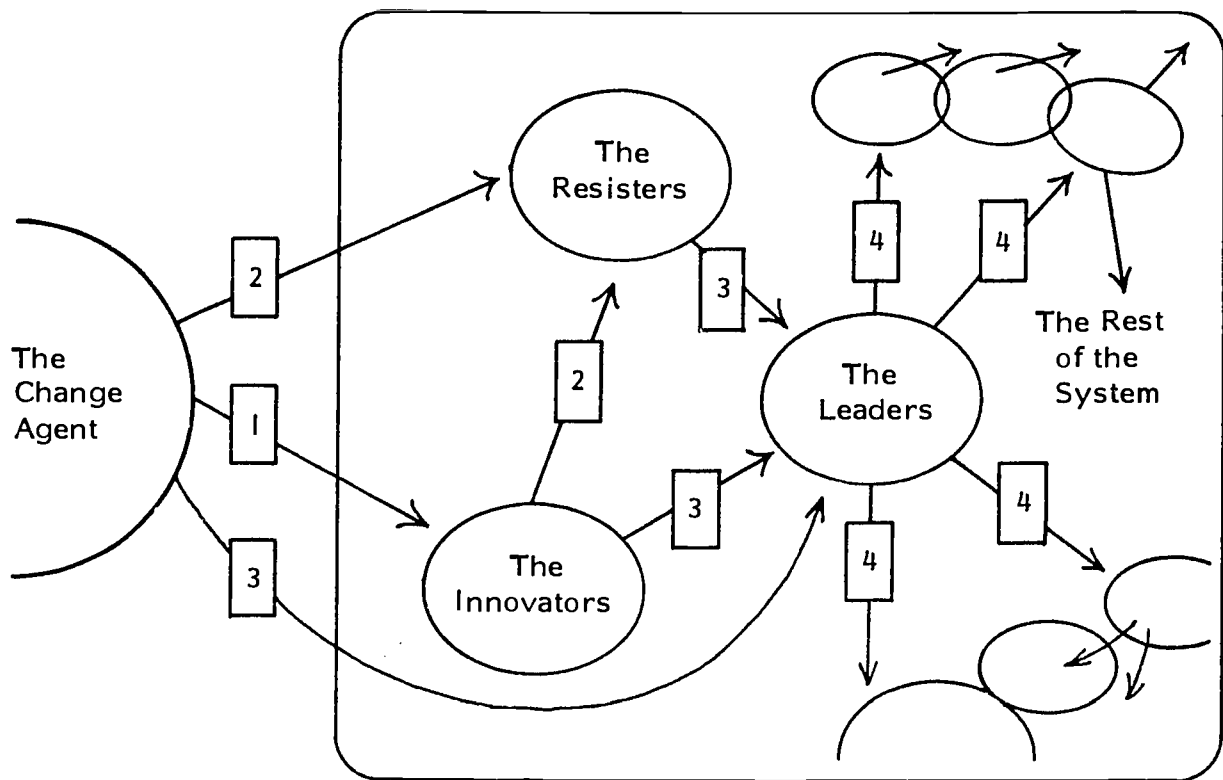 The
Change
Agent
2
1
3
The
Resisters
2
3
The
Innovators
3
The
Leaders
4
4
The Rest
of the
System
4
4